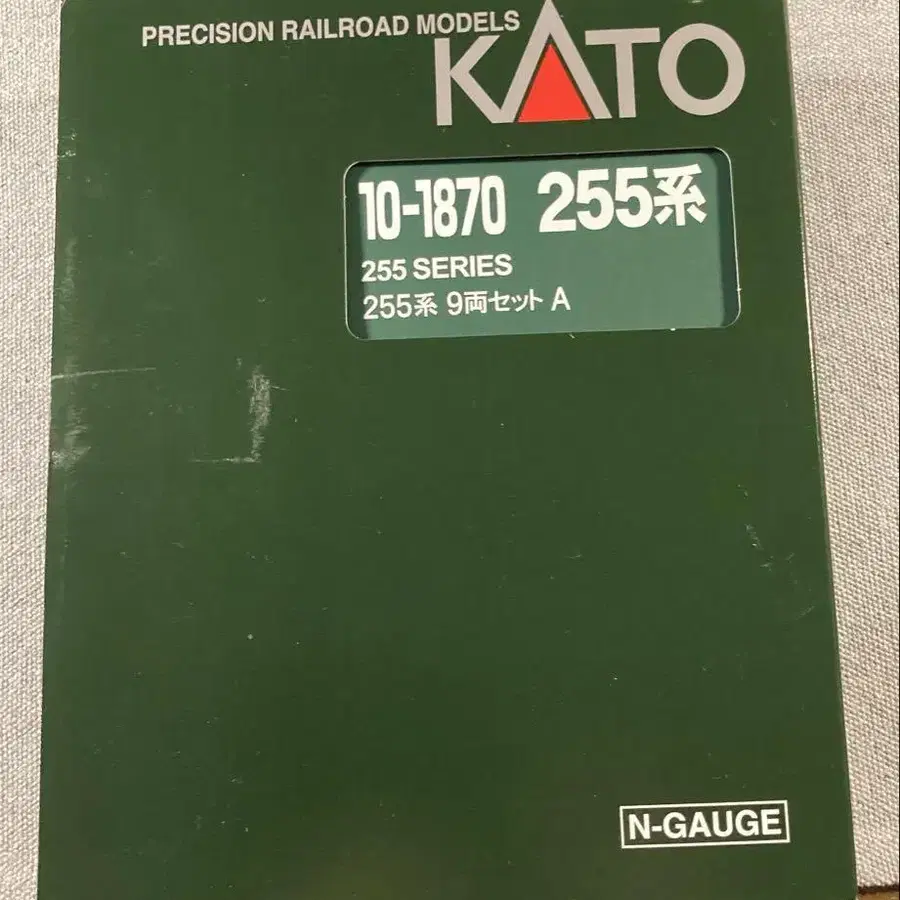 PRECISION RAILROAD MODELS
KATO
10-1870 255系
255 SERIES
255系 9両セット A
N-GAUGE